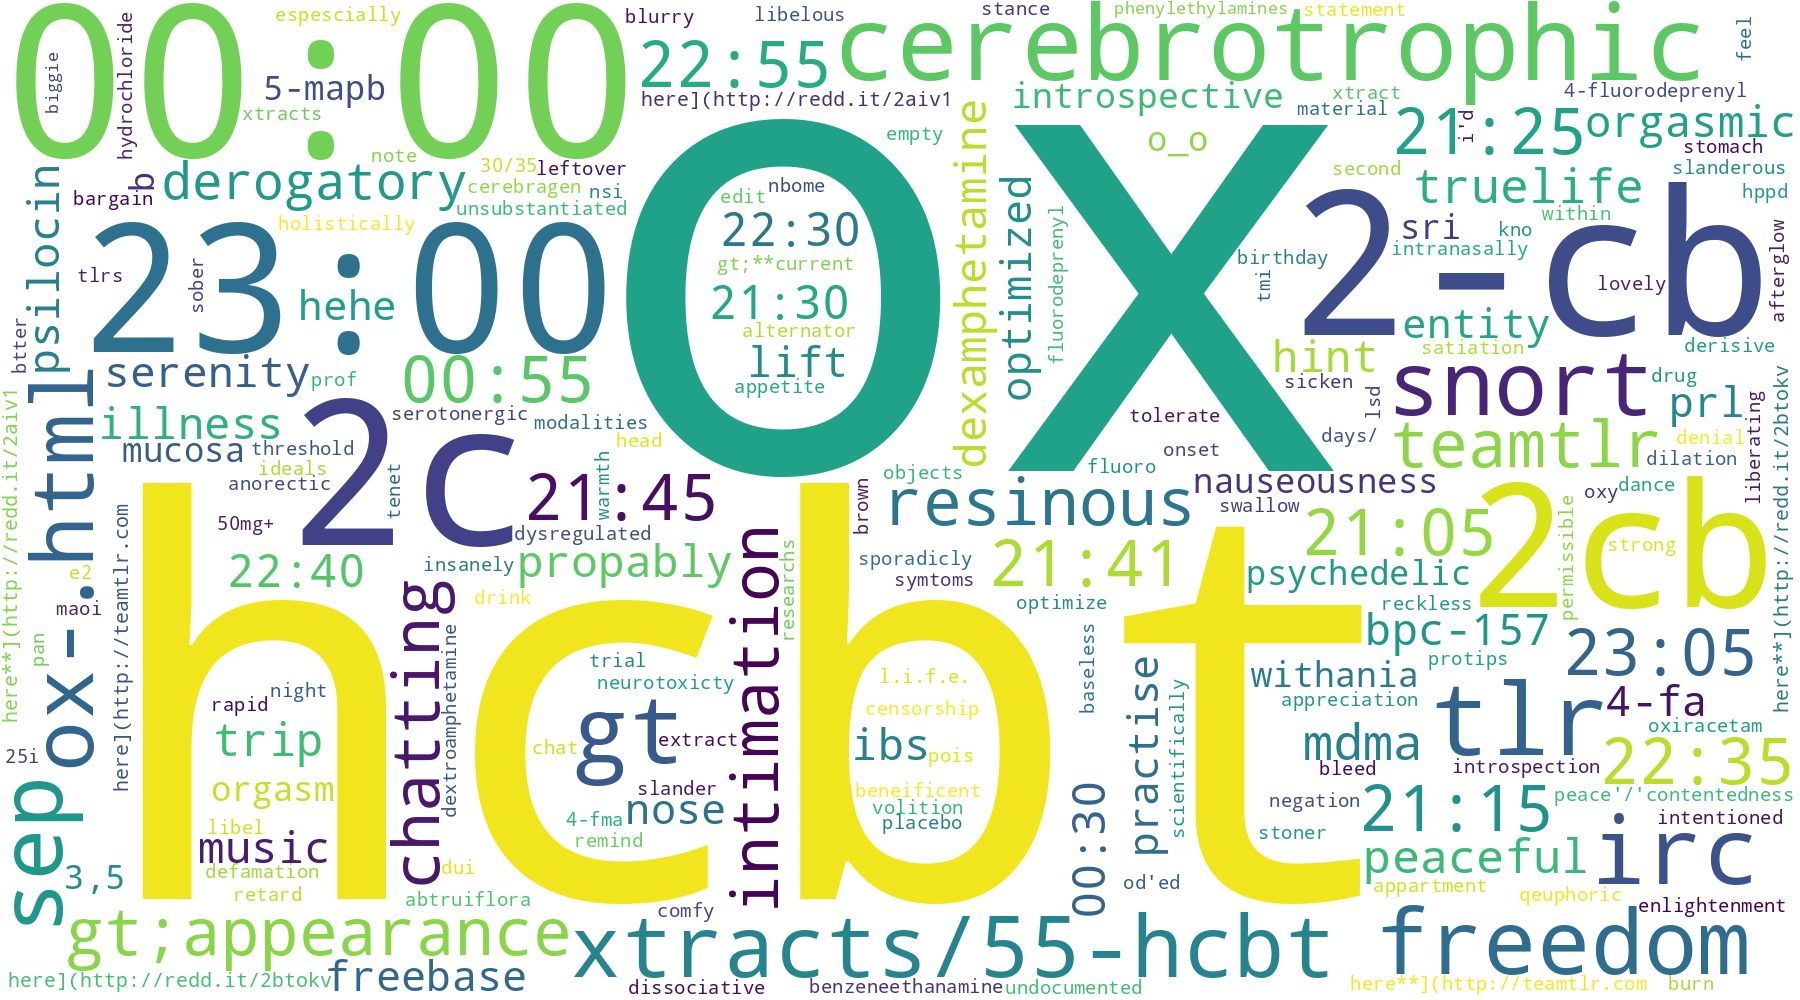 00:00
especially
blurry
libelous
stance
phenylethylamines
statement
biggie
hydrochloride
5-mapb
xtracts
22:55
cerebrotrophic
feel
here](http://redd.it/2aiv1
introspective
xtract
material
4-fluorodeprenyl
empty
o_o
21:25
i'd
orgasmic
note
30/35
leftover
stomach
derogatory
cerebragen
nsi
nbome
second
truelife
slanderous
b
bargain
unsubstantiated
edit
hppd
psilocin
holistically
22:30
dexamphetamine
optimized
fluorodeprenyl
2-cb
sri
within
kno
23:00
ox
gt;**current
birthday
intranasally
tlrs
sober
hehe
21:30
tmi
lovely
afterglow
alternator
entity
btter
lift
hint
satiation
derisive
serenity
prof
00:55
appetite
sicken
lsd
snort
drug
prl
here](http://redd.it/2aiv1
.html
illness
2c
serotonergic
modalities
tolerate
days/
teamtlr
denial
liberating
here**](http://redd.it/2btokv
mucosa
threshold
head
onset
dilation
ideals
anorectic
tenet
21:45
warmth
objects
fluoro
nauseousness
oxy
dance
50mg+
brown
resinous
swallow
21:05
2cb
dysregulated
permissible
strong
22:40
insanely
propably
researchs
sporadicly
21:41
psychedelic
e2
symtoms
maoi
here](http://teamtlr.com
drink
optimize
reckless
hcbt
bpc-157
23:05
pan
ox-
chatting
dextroamphetamine
trial
intimation
baseless
practise
protips
neurotoxicty
l.i.f.e.
withania
rapid
night
censorship
scientifically
appreciation
tlr
4-fa
trip
chat
gt
extract
ibs
pois
mdma
oxiracetam
25i
22:35
bleed
introspection
sep
orgasm
slander
beneificent
00:30
negation
21:15
peace'/'contentedness
nose
volition
libel
4-fma
placebo
stoner
intentioned
music
remind
irc
3,5
defamation
dui
peaceful
retard
abtruiflora
od'ed
appartment
qeuphoric
comfy
enlightenment
gt;appearance
xtracts/55-hcbt
freedom
here](http://redd.it/2btokv
freebase
dissociative
benzeneethanamine
undocumented
here**](http://teamtlr.com
burn